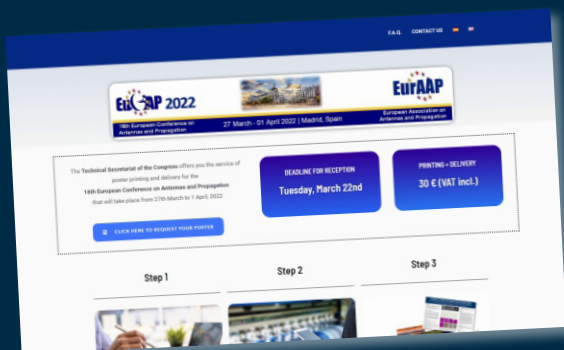 F.A.Q. CONTACT US
EuCAP 2022
EurAAP
16th European Conference on
Antennas and Propagation
27 March - 01 April 2022 | Madrid, Spain
European Association on
Antennas and Propagation
The Technical Secretariat of the Congress offers you the service of
poster printing and delivery for the
16th European Conference on Antennas and Propagation
that will take place from 27th March to 1 April, 2022
CLICK HERE TO REQUEST YOUR POSTER
DEADLINE FOR RECEPTION
Tuesday, March 22nd
PRINTING + DELIVERY
30 € (VAT incl.)
Step 1
Step 2
Step 3